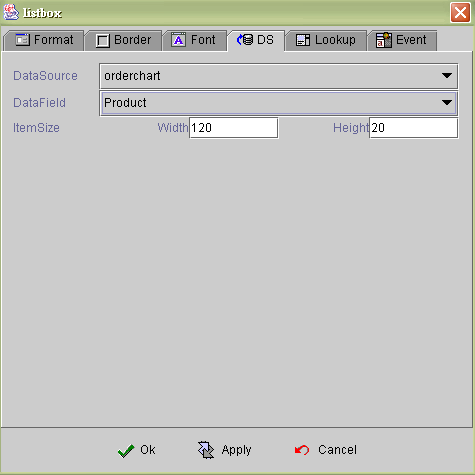 listbox
Format Border Font DS Lookup Event
DataSource orderchart
DataField Product
ItemSize Width 120 Height 20
Ok Apply Cancel